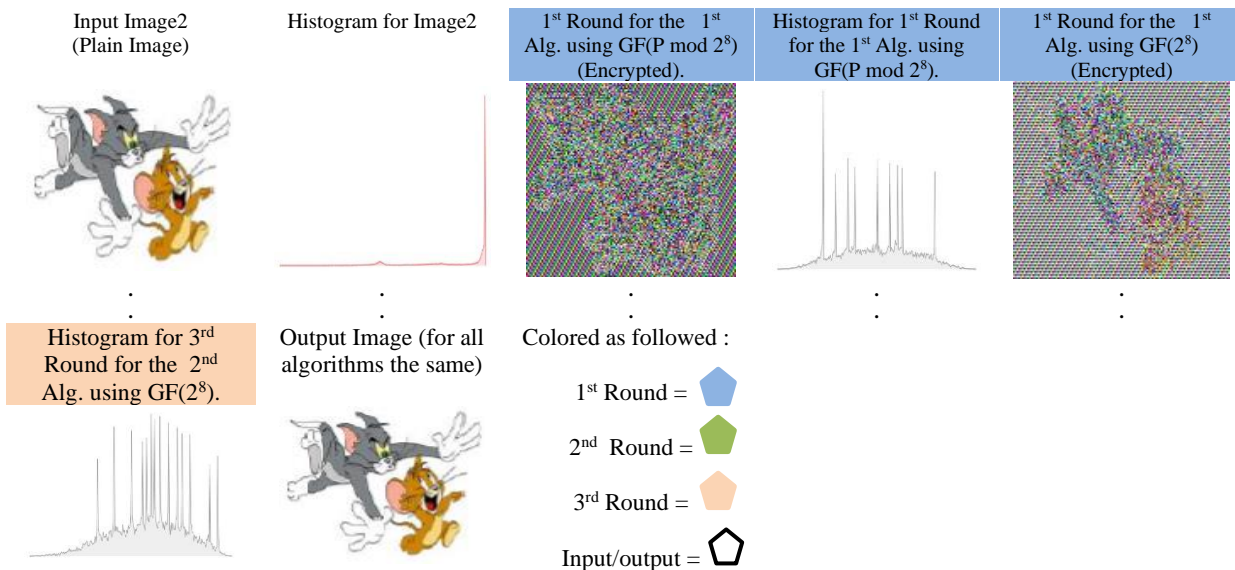 Input Image2
(Plain Image)
Histogram for Image2
1st Round for the 1st
Alg. using GF(P mod 2⁸)
(Encrypted).
Histogram for 1st Round
for the 1st Alg. using
GF(P mod 2⁸).
1st Round for the 1st
Alg. using GF(2⁸)
(Encrypted)
Histogram for 3rd
Round for the 2nd
Alg. using GF(2⁸).
Output Image (for all
algorithms the same)
Colored as followed :
1st Round =
2nd Round =
3rd Round =
Input/output =